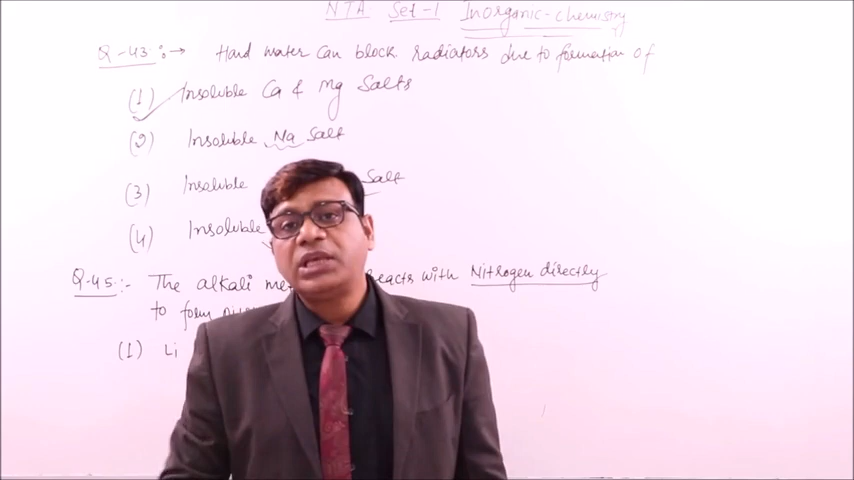 NTA Set-1 Inorganic-chemistry
Q-43:→ Hard water can block radiators due to formation of
(1) Insoluble Ca & Mg Salts
(2) Insoluble Na Salt
(3) Insoluble Salt
(4) Insoluble
Q-45:- The alkali reacts with Nitrogen directly
to form
(1) Li